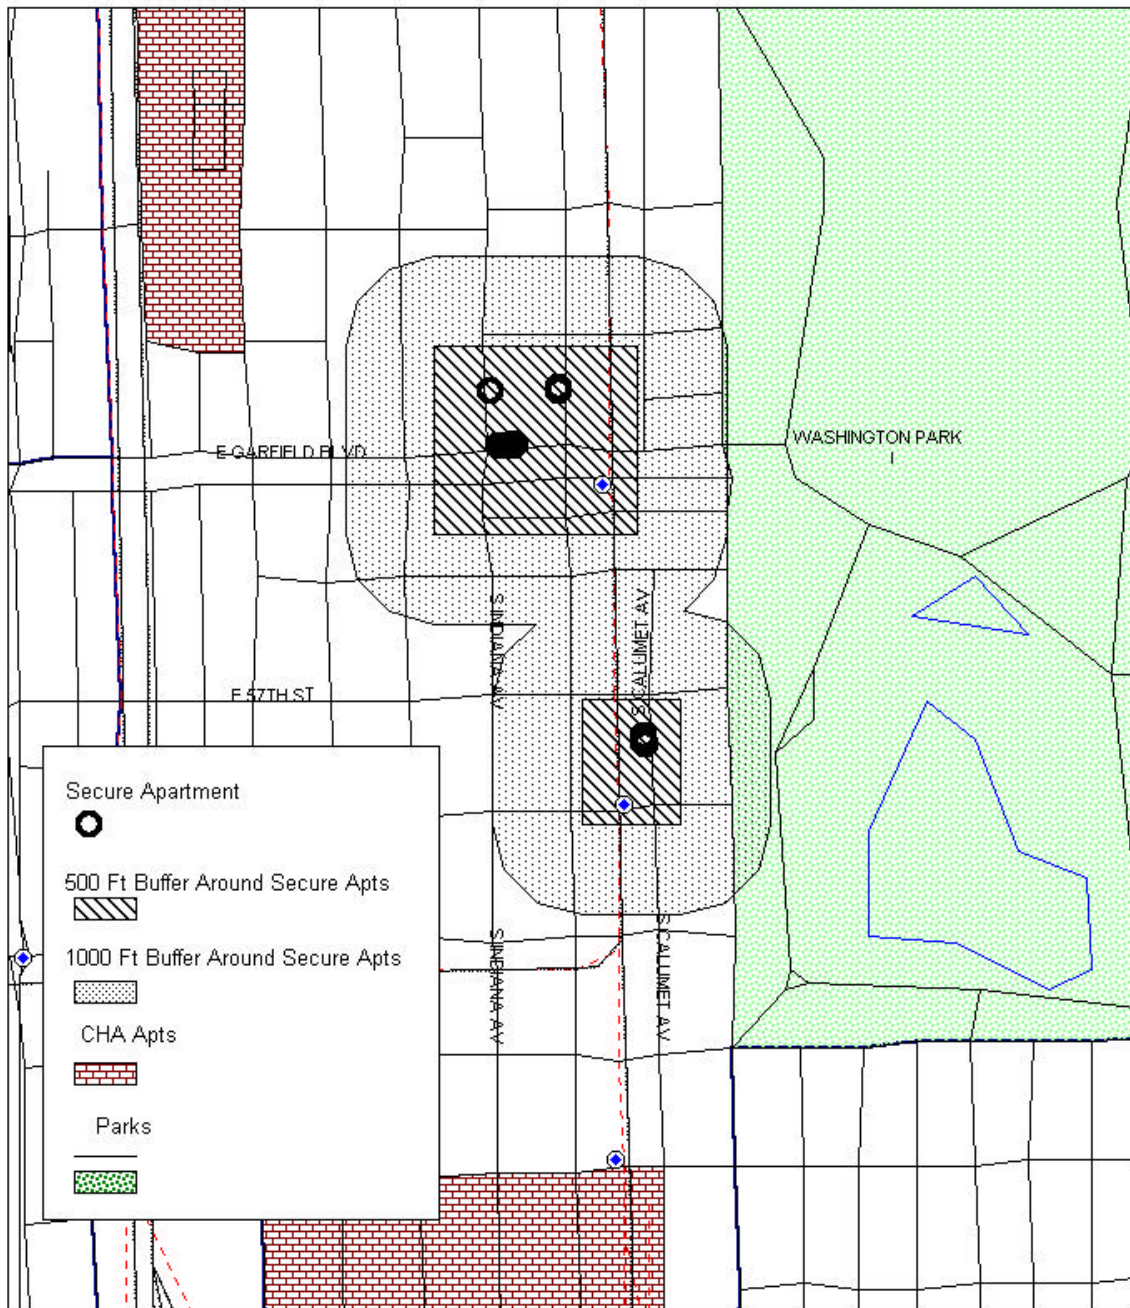 E GARFIELD BLVD
WASHINGTON PARK
S INDIANA AV
S CALUMET AV
E 57TH ST
Secure Apartment
500 Ft Buffer Around Secure Apts
1000 Ft Buffer Around Secure Apts
CHA Apts
Parks
S INDIANA AV
S CALUMET AV